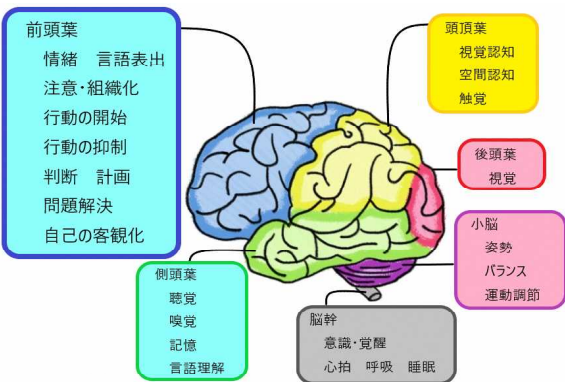 前頭葉
情緒 言語表出
注意・組織化
行動の開始
行動の抑制
判断 計画
問題解決
自己の客観化
頭頂葉
視覚認知
空間認知
触覚
後頭葉
視覚
小脳
姿勢
バランス
運動調節
側頭葉
聴覚
嗅覚
記憶
言語理解
脳幹
意識・覚醒
心拍 呼吸 睡眠